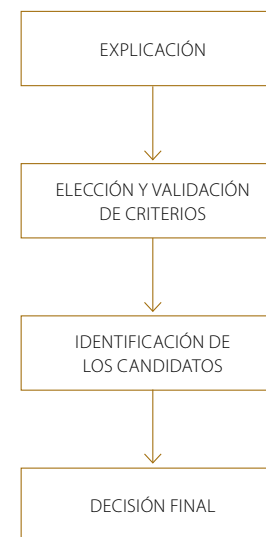 EXPLICACIÓN
ELECCIÓN Y VALIDACIÓN
DE CRITERIOS
IDENTIFICACIÓN DE
LOS CANDIDATOS
DECISIÓN FINAL